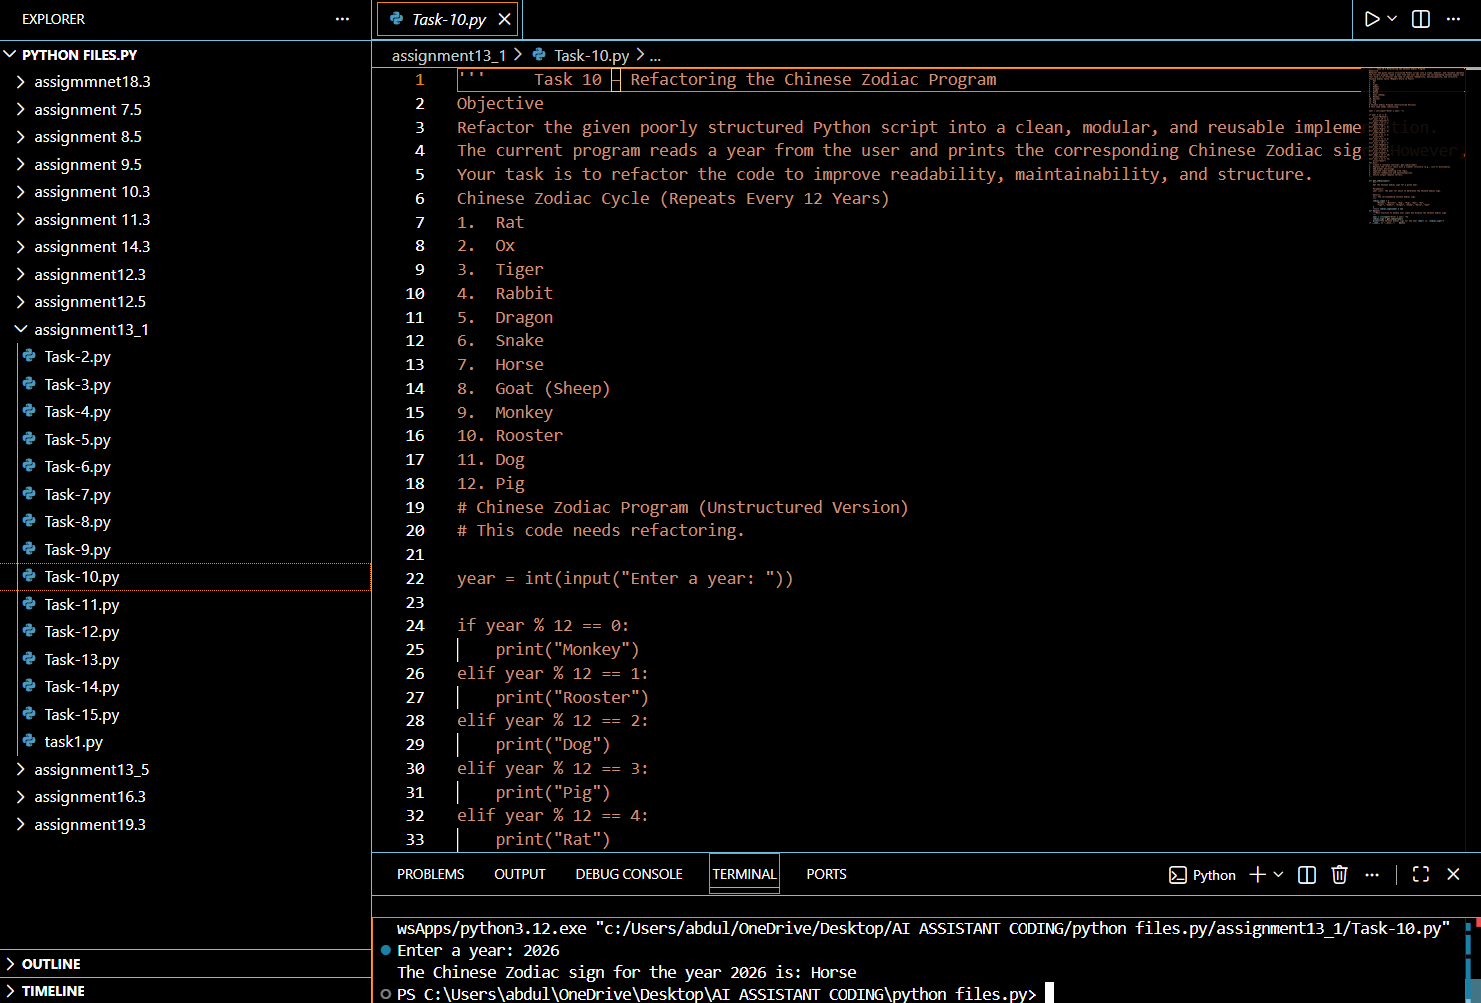 EXPLORER
PYTHON FILES.PY
assigmmnet18.3
assignment 7.5
assignment 8.5
assignment 9.5
assignment 10.3
assignment 11.3
assignment 14.3
assignment12.3
assignment12.5
assignment13_1
Task-2.py
Task-3.py
Task-4.py
Task-5.py
Task-6.py
Task-7.py
Task-8.py
Task-9.py
Task-10.py
Task-11.py
Task-12.py
Task-13.py
Task-14.py
Task-15.py
task1.py
assignment13_5
assignment16.3
assignment19.3
OUTLINE
TIMELINE
Task-10.py
assignment13_1 > Task-10.py > ...
1 '''     Task 10 – Refactoring the Chinese Zodiac Program
2 Objective
3 Refactor the given poorly structured Python script into a clean, modular, and reusable implementation.
4 The current program reads a year from the user and prints the corresponding Chinese Zodiac sig However
5 Your task is to refactor the code to improve readability, maintainability, and structure.
6 Chinese Zodiac Cycle (Repeats Every 12 Years)
7 1.  Rat
8 2.  Ox
9 3.  Tiger
10 4.  Rabbit
11 5.  Dragon
12 6.  Snake
13 7.  Horse
14 8.  Goat (Sheep)
15 9.  Monkey
16 10. Rooster
17 11. Dog
18 12. Pig
19 # Chinese Zodiac Program (Unstructured Version)
20 # This code needs refactoring.
21
22 year = int(input("Enter a year: "))
23
24 if year % 12 == 0:
25     print("Monkey")
26 elif year % 12 == 1:
27     print("Rooster")
28 elif year % 12 == 2:
29     print("Dog")
30 elif year % 12 == 3:
31     print("Pig")
32 elif year % 12 == 4:
33     print("Rat")
PROBLEMS OUTPUT DEBUG CONSOLE TERMINAL PORTS Python
wsApps/python3.12.exe "c:/Users/abdul/OneDrive/Desktop/AI ASSISTANT CODING/python files.py/assignment13_1/Task-10.py"
Enter a year: 2026
The Chinese Zodiac sign for the year 2026 is: Horse
PS C:\Users\abdul\OneDrive\Desktop\AI ASSISTANT CODING\python files.py>